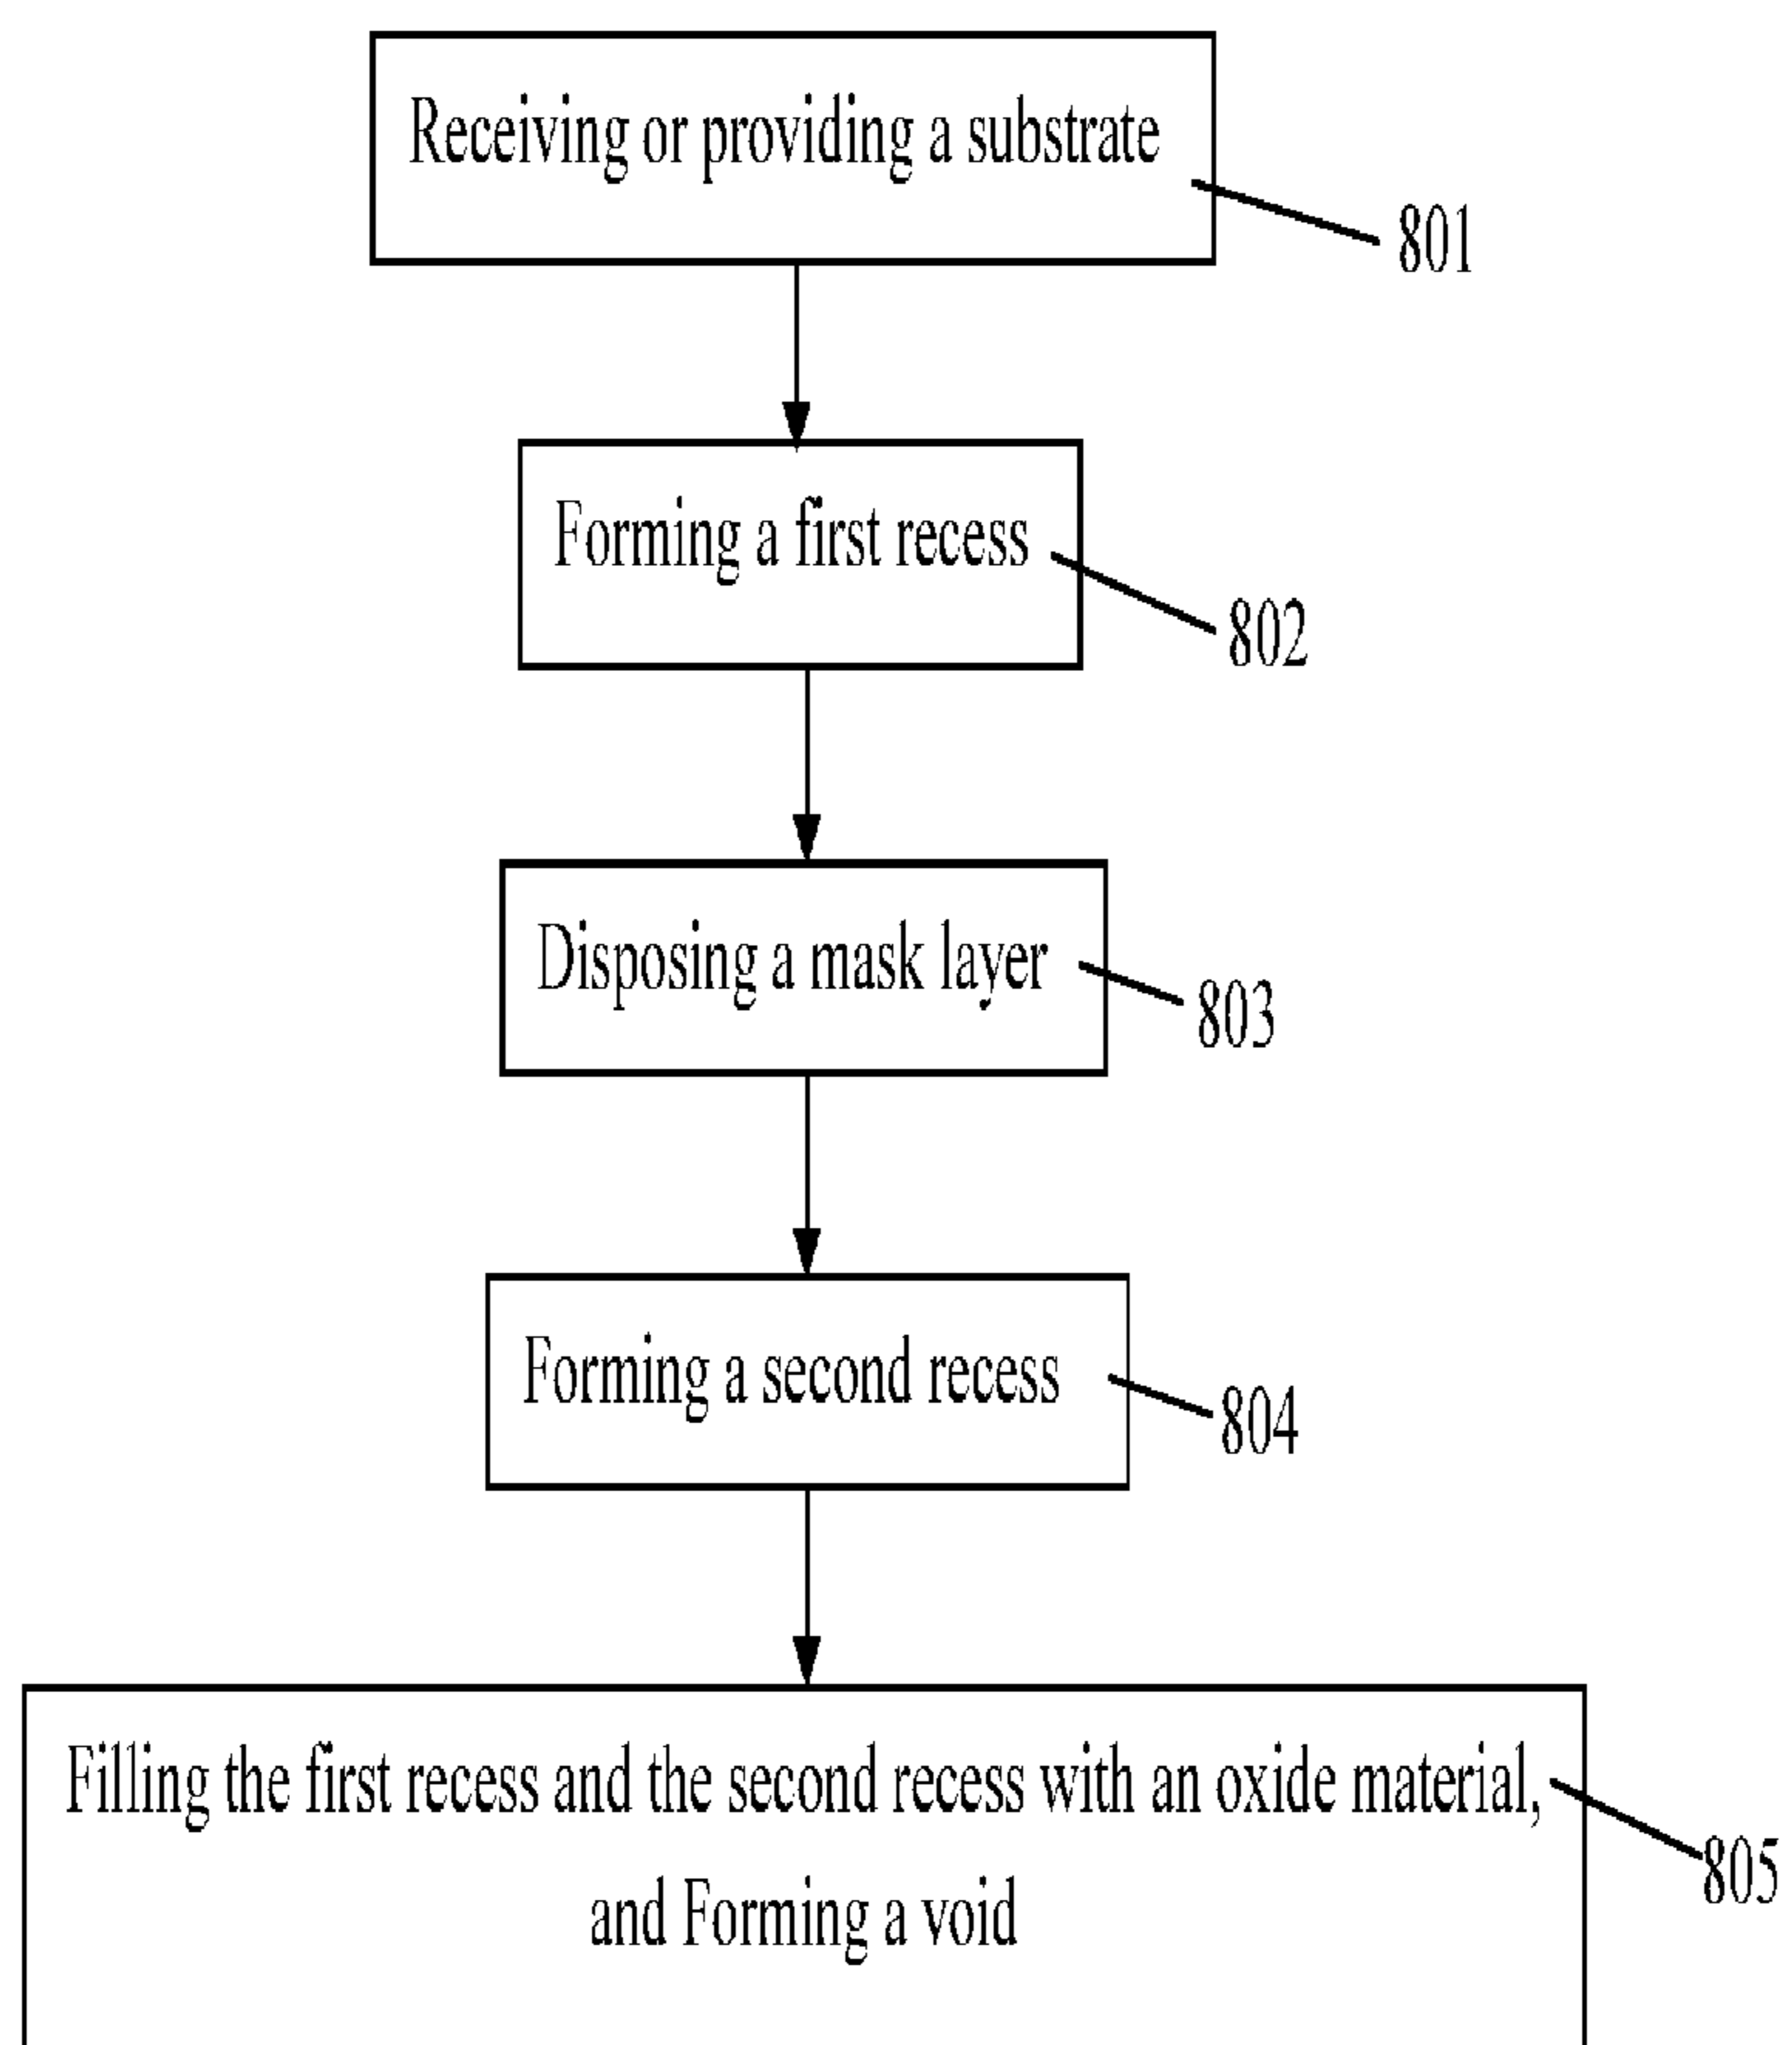 Receiving or providing a substrate
801
Forming a first recess
802
Disposing a mask layer
803
Forming a second recess
804
Filling the first recess and the second recess with an oxide material,
805
and Forming a void